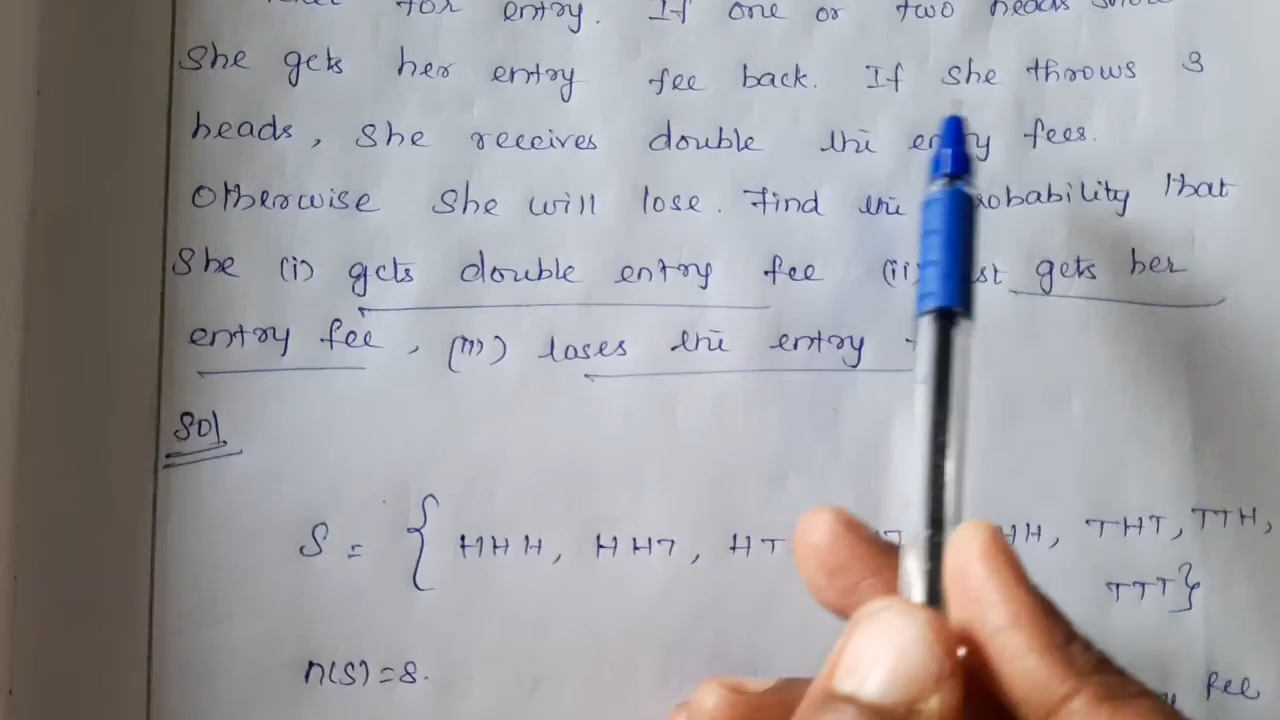 for entry. If one or two heads
She gets her entry fee back. If she throws 3
heads, She receives double the entry fees.
Otherwise She will lose. Find the probability that
She (i) gets double entry fee (ii) gets her
entry fee, (iii) loses the entry
Sol
S = { HHH, HHT, HT HH, THT, TTH,
TTT}
n(S)=8.
fee